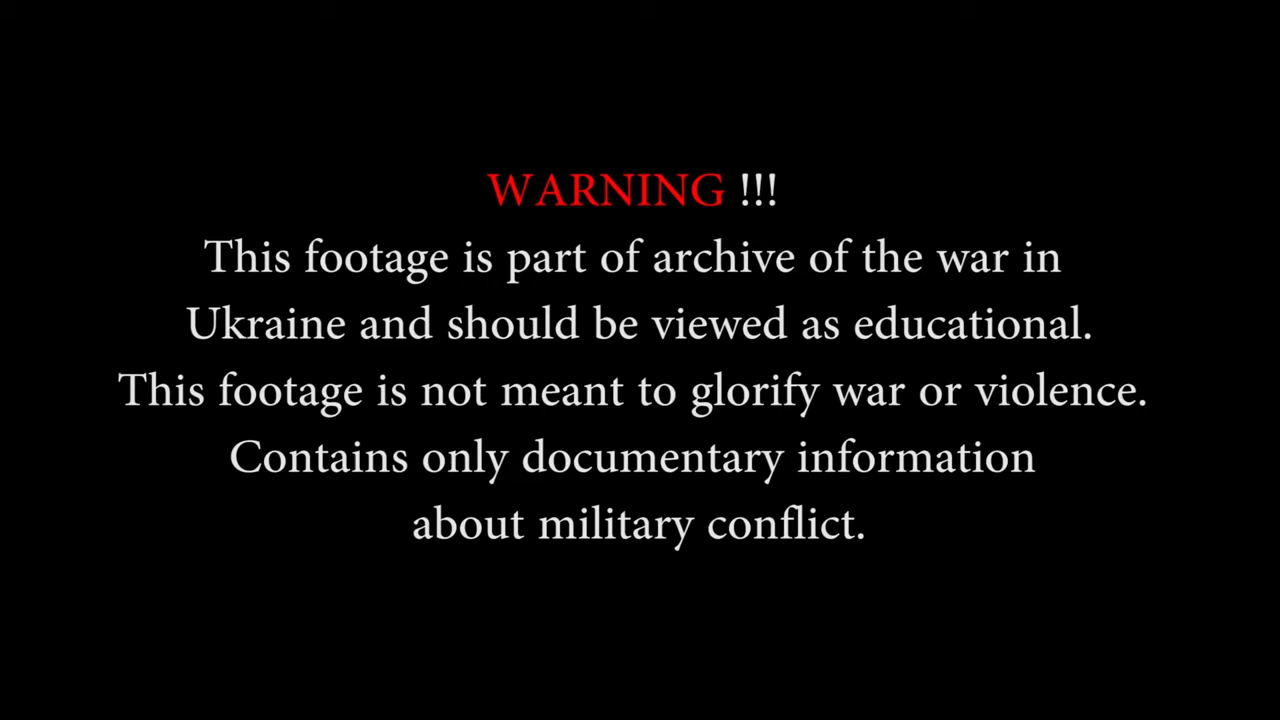 WARNING !!!
This footage is part of archive of the war in
Ukraine and should be viewed as educational.
This footage is not meant to glorify war or violence.
Contains only documentary information
about military conflict.